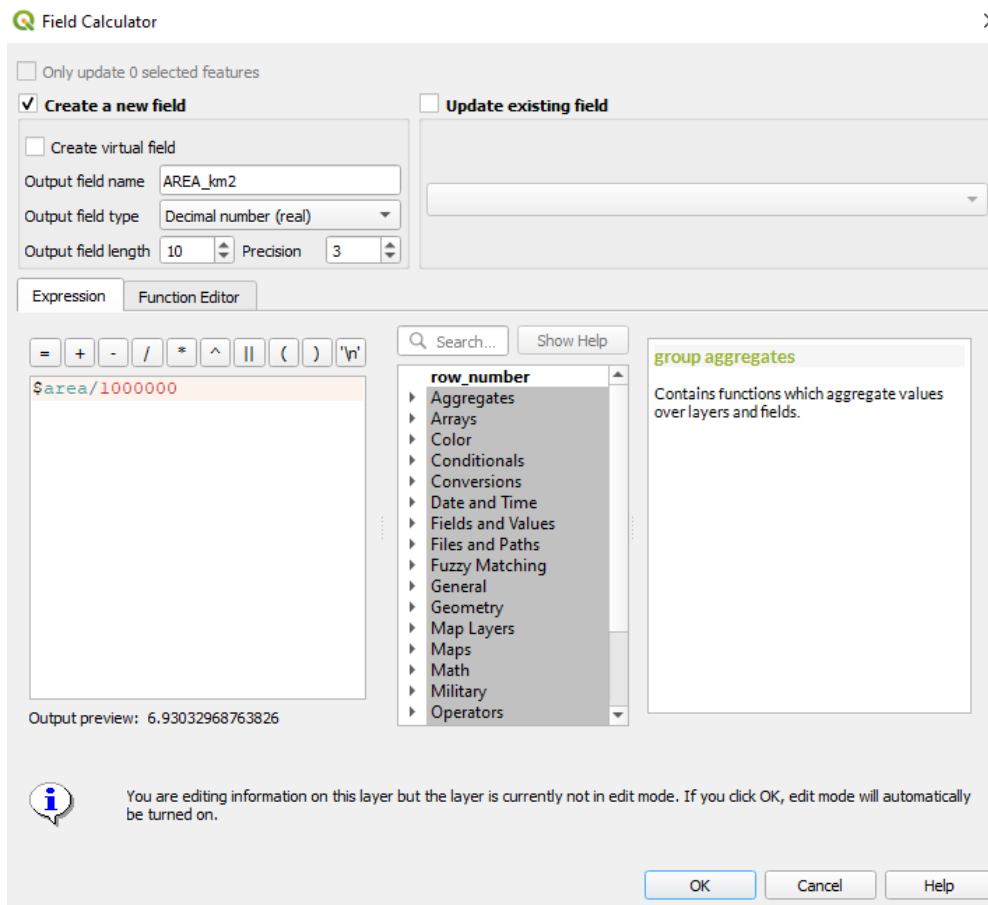 Field Calculator
Only update 0 selected features
Create a new field
Update existing field
Create virtual field
Output field name AREA_km2
Output field type Decimal number (real)
Output field length 10 Precision 3
Expression Function Editor
= + - / * ^ || ( ) '\n'
Search... Show Help
$area/1000000
row_number
Aggregates
Arrays
Color
Conditionals
Conversions
Date and Time
Fields and Values
Files and Paths
Fuzzy Matching
General
Geometry
Map Layers
Maps
Math
Military
Operators
group aggregates
Contains functions which aggregate values
over layers and fields.
Output preview: 6.93032968763826
You are editing information on this layer but the layer is currently not in edit mode. If you click OK, edit mode will automatically
be turned on.
OK Cancel Help